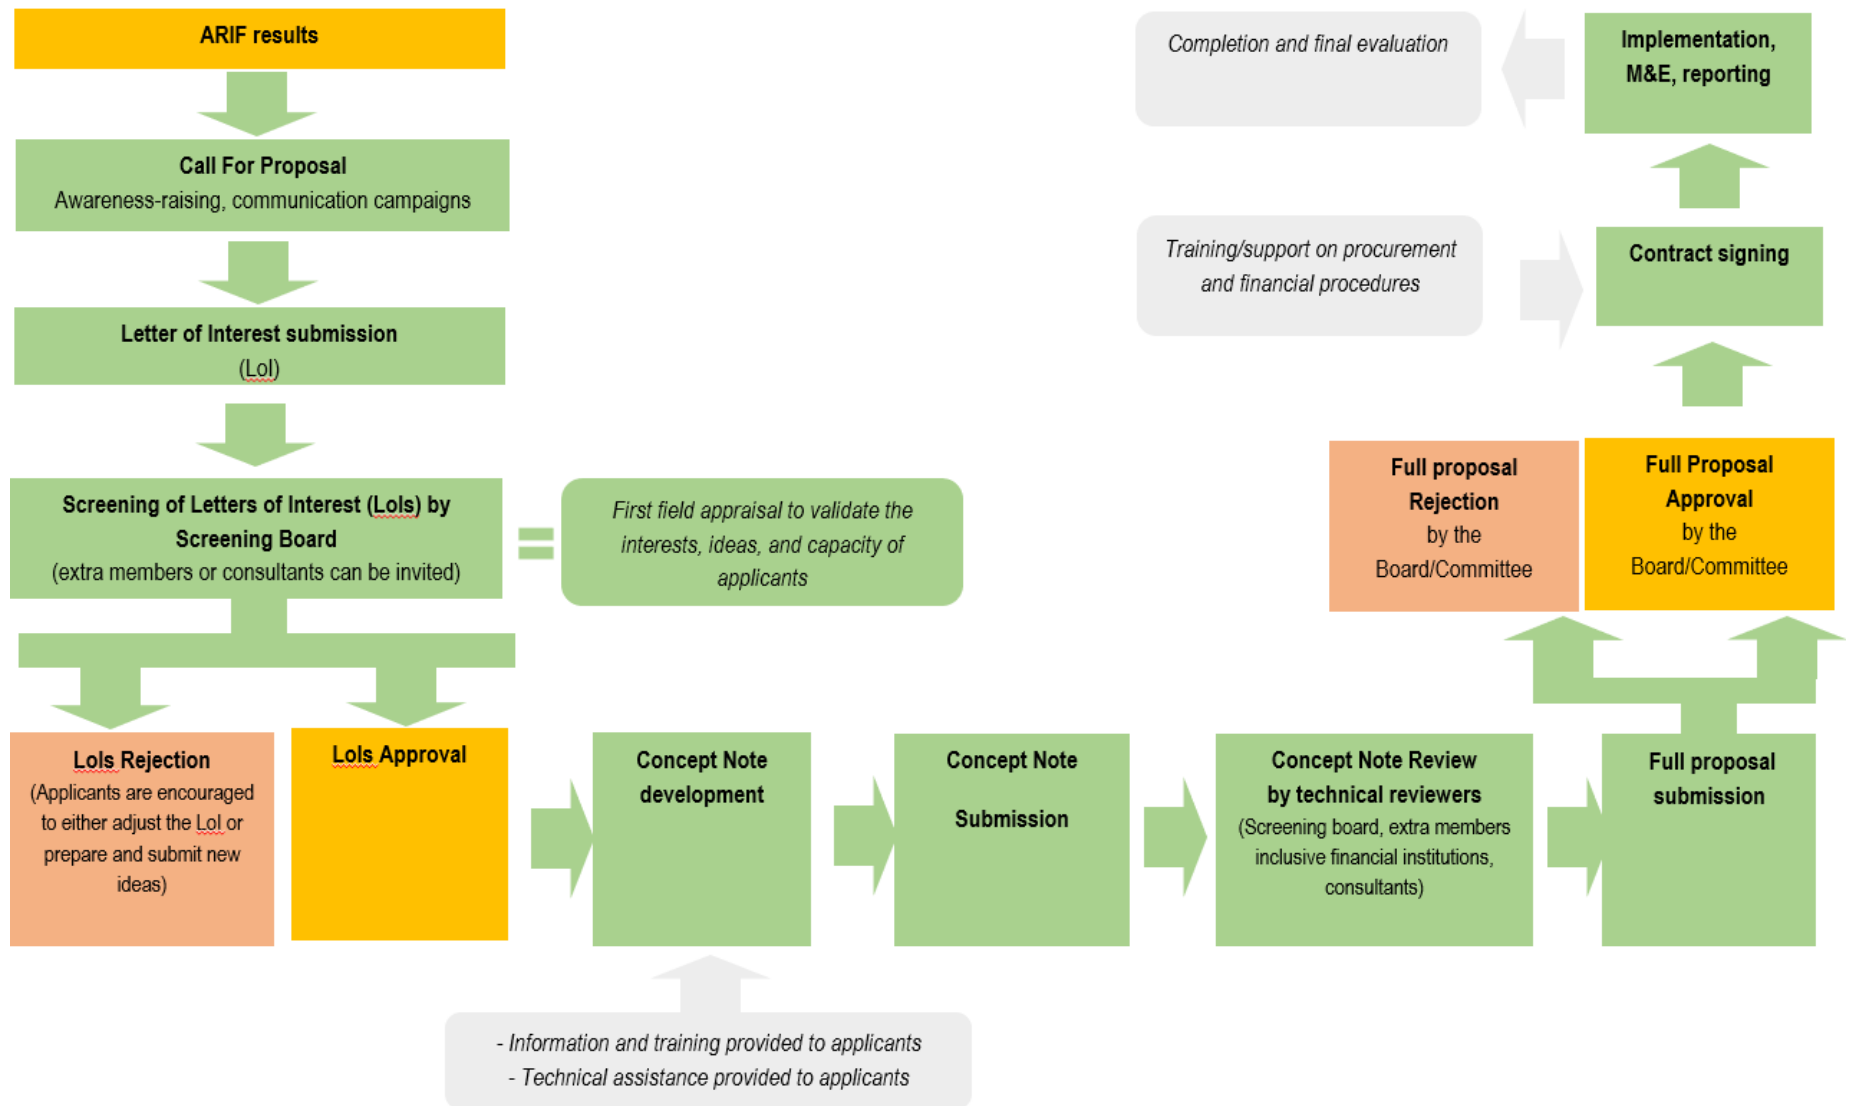 ARIF results
Call For Proposal
Awareness-raising, communication campaigns
Letter of Interest submission
(LoI)
Screening of Letters of Interest (LoIs) by
Screening Board
(extra members or consultants can be invited)
First field appraisal to validate the
interests, ideas, and capacity of
applicants
LoIs Rejection
(Applicants are encouraged
to either adjust the LoI or
prepare and submit new
ideas)
LoIs Approval
Concept Note
development
- Information and training provided to applicants
- Technical assistance provided to applicants
Concept Note
Submission
Concept Note Review
by technical reviewers
(Screening board, extra members
inclusive financial institutions,
consultants)
Full proposal
submission
Full proposal
Rejection
by the
Board/Committee
Full Proposal
Approval
by the
Board/Committee
Contract signing
Training/support on procurement
and financial procedures
Implementation,
M&E, reporting
Completion and final evaluation